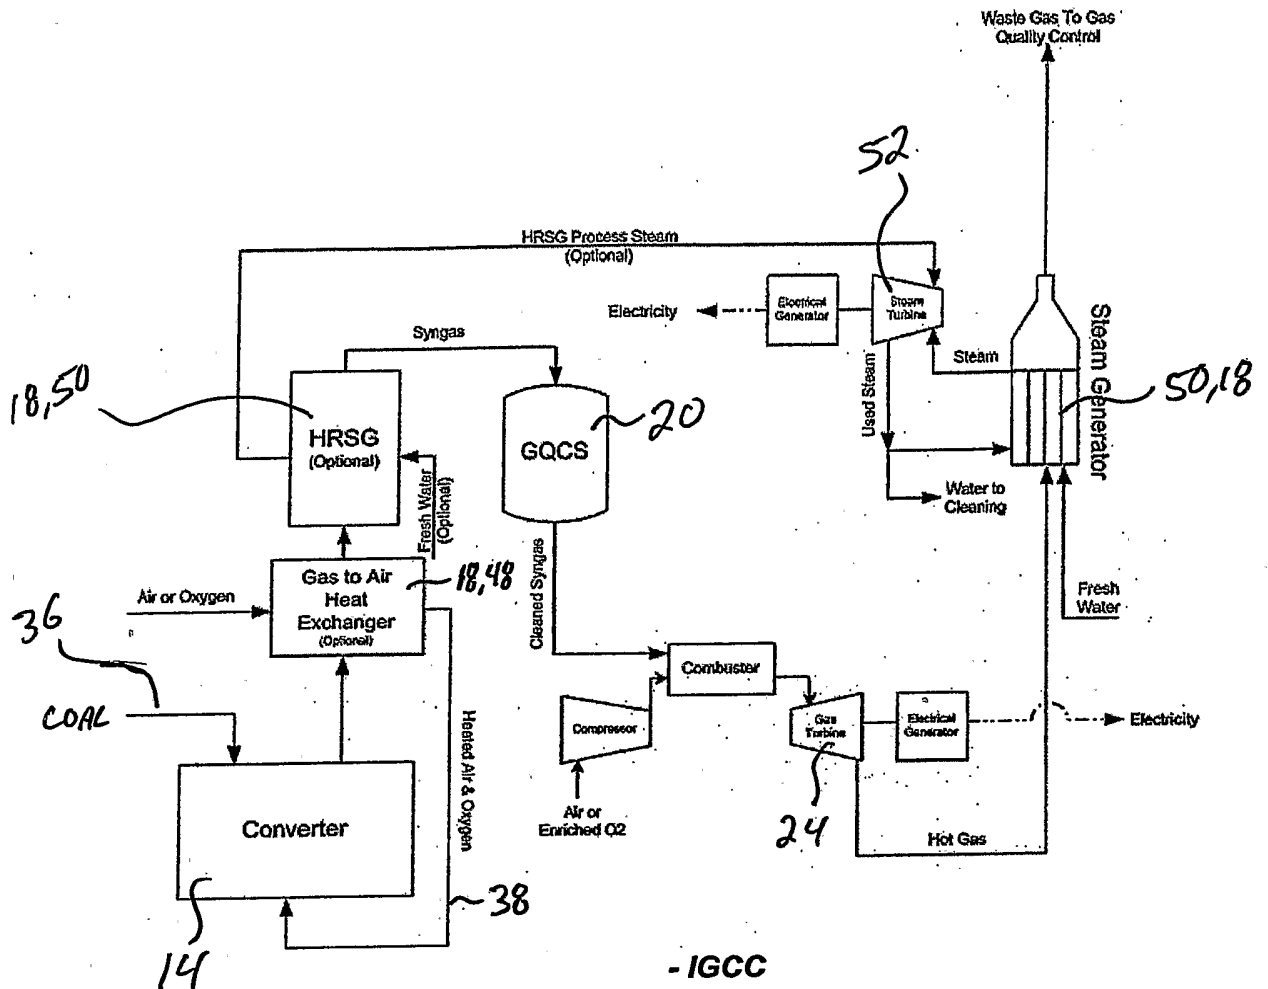 Waste Gas To Gas
Quality Control
52
HRSG Process Steam
(Optional)
Electricity
Electrical
Generator
Steam
Turbine
Steam Generator
Syngas
Steam
18,50
HRSG
(Optional)
Used Steam
50,18
20
GQCS
Fresh Water
(Optional)
Water to
Cleaning
Gas to Air
Heat
Exchanger
(Optional)
18,48
Air or Oxygen
Cleaned Syngas
Fresh
Water
36
Combuster
COAL
Heated Air & Oxygen
Compressor
Gas
Turbine
Electrical
Generator
Electricity
Converter
Air or
Enriched O2
24
Hot Gas
38
14
- IGCC